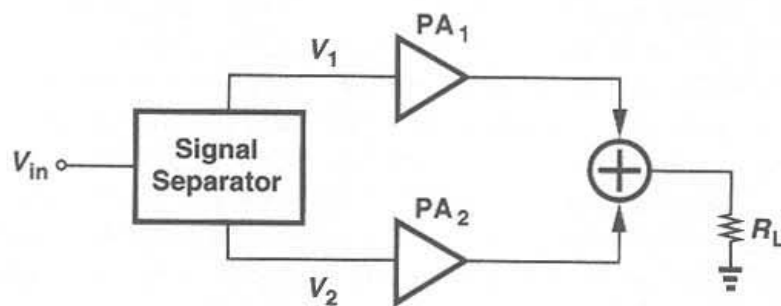 V1
PA1
Vin
Signal
Separator
PA2
V2
RL